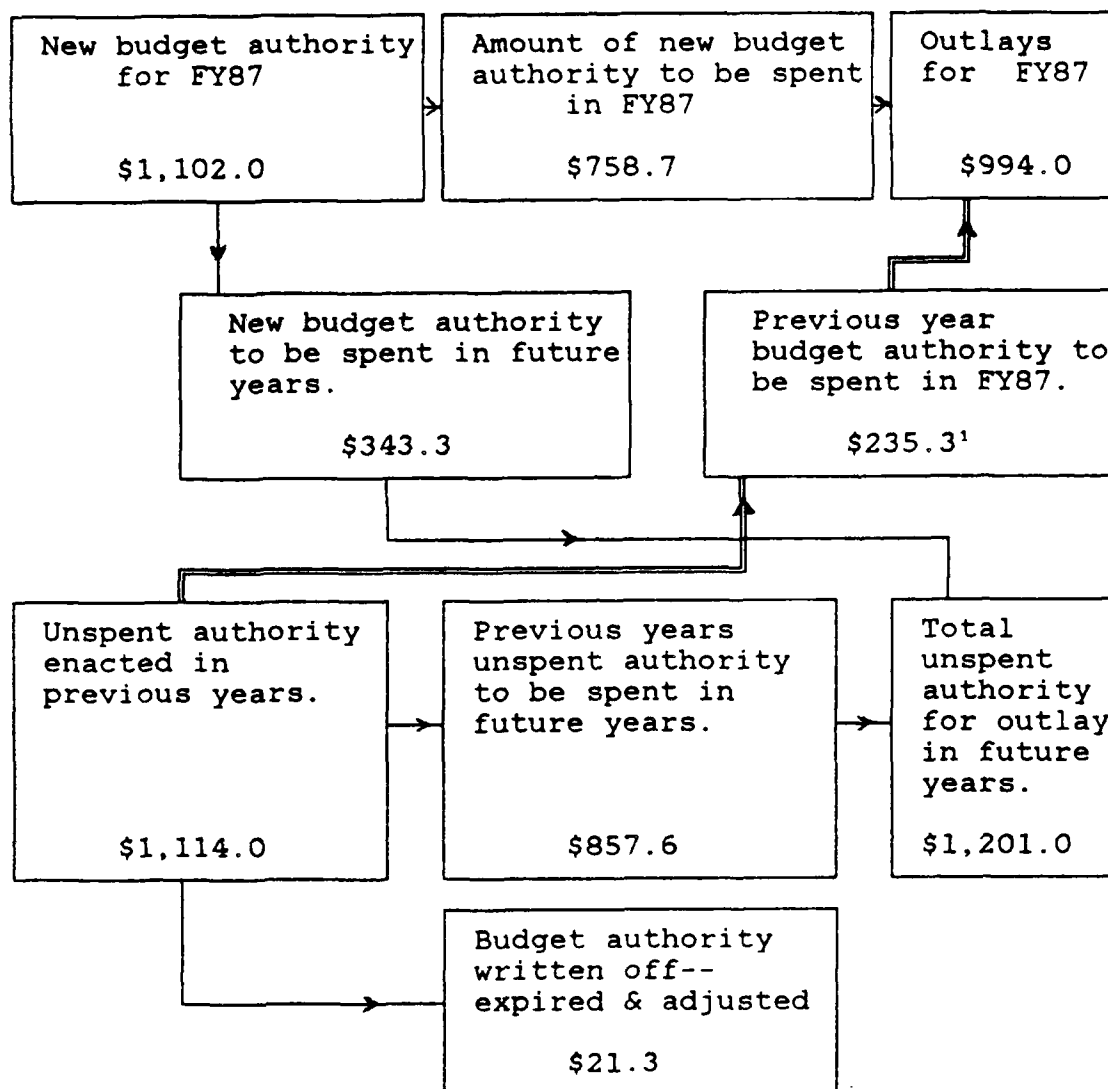 New budget authority
for FY87
$1,102.0
Amount of new budget
authority to be spent
in FY87
$758.7
Outlays
for FY87
$994.0
New budget authority
to be spent in future
years.
$343.3
Previous year
budget authority to
be spent in FY87.
$235.3¹
Unspent authority
enacted in
previous years.
$1,114.0
Previous years
unspent authority
to be spent in
future years.
$857.6
Total
unspent
authority
for outlay
in future
years.
$1,201.0
Budget authority
written off--
expired & adjusted
$21.3